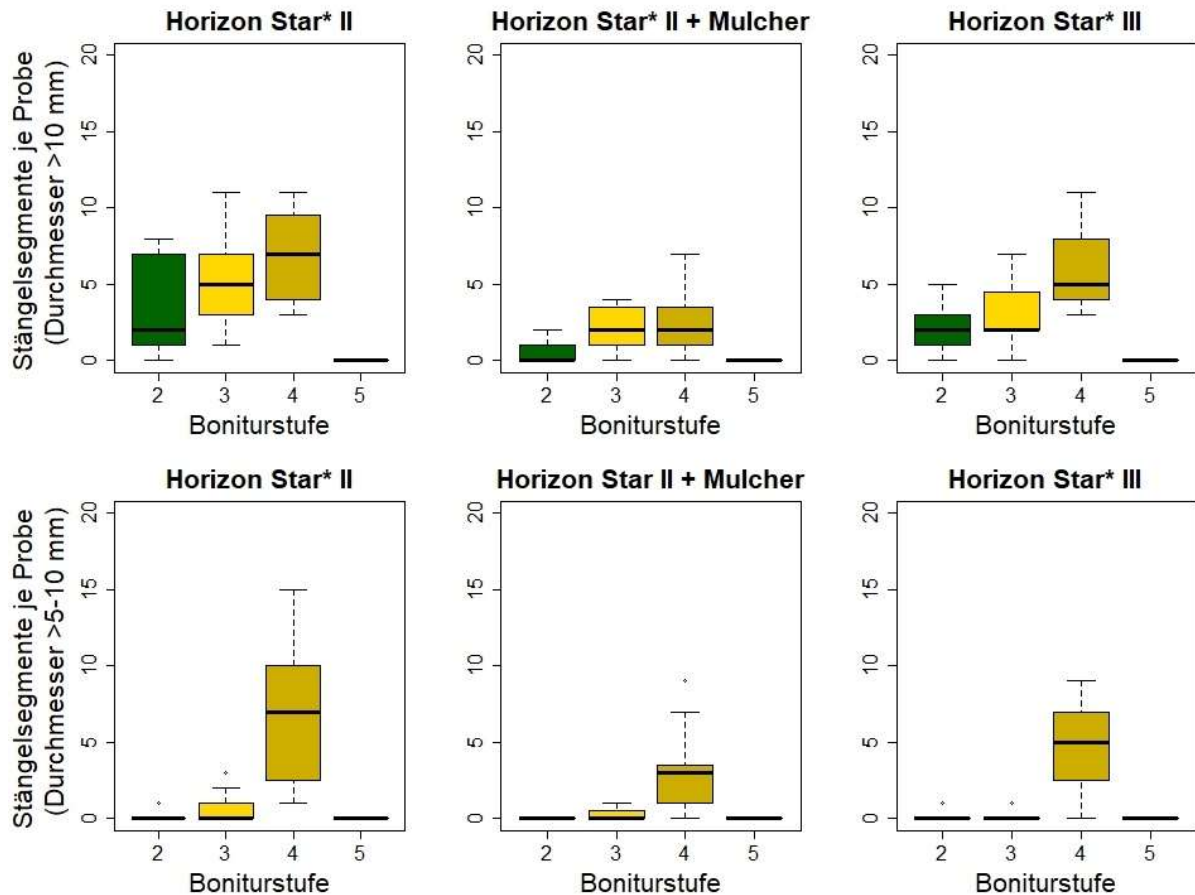 Horizon Star* II
Horizon Star* II + Mulcher
Horizon Star* III
Stängelsegmente je Probe
(Durchmesser >10 mm)
20
15
10
5
0
20
15
10
5
0
20
15
10
5
0
2 3 4 5
2 3 4 5
2 3 4 5
Boniturstufe
Boniturstufe
Boniturstufe
Horizon Star* II
Horizon Star II + Mulcher
Horizon Star* III
Stängelsegmente je Probe
(Durchmesser >5-10 mm)
20
15
10
5
0
20
15
10
5
0
20
15
10
5
0
2 3 4 5
2 3 4 5
2 3 4 5
Boniturstufe
Boniturstufe
Boniturstufe